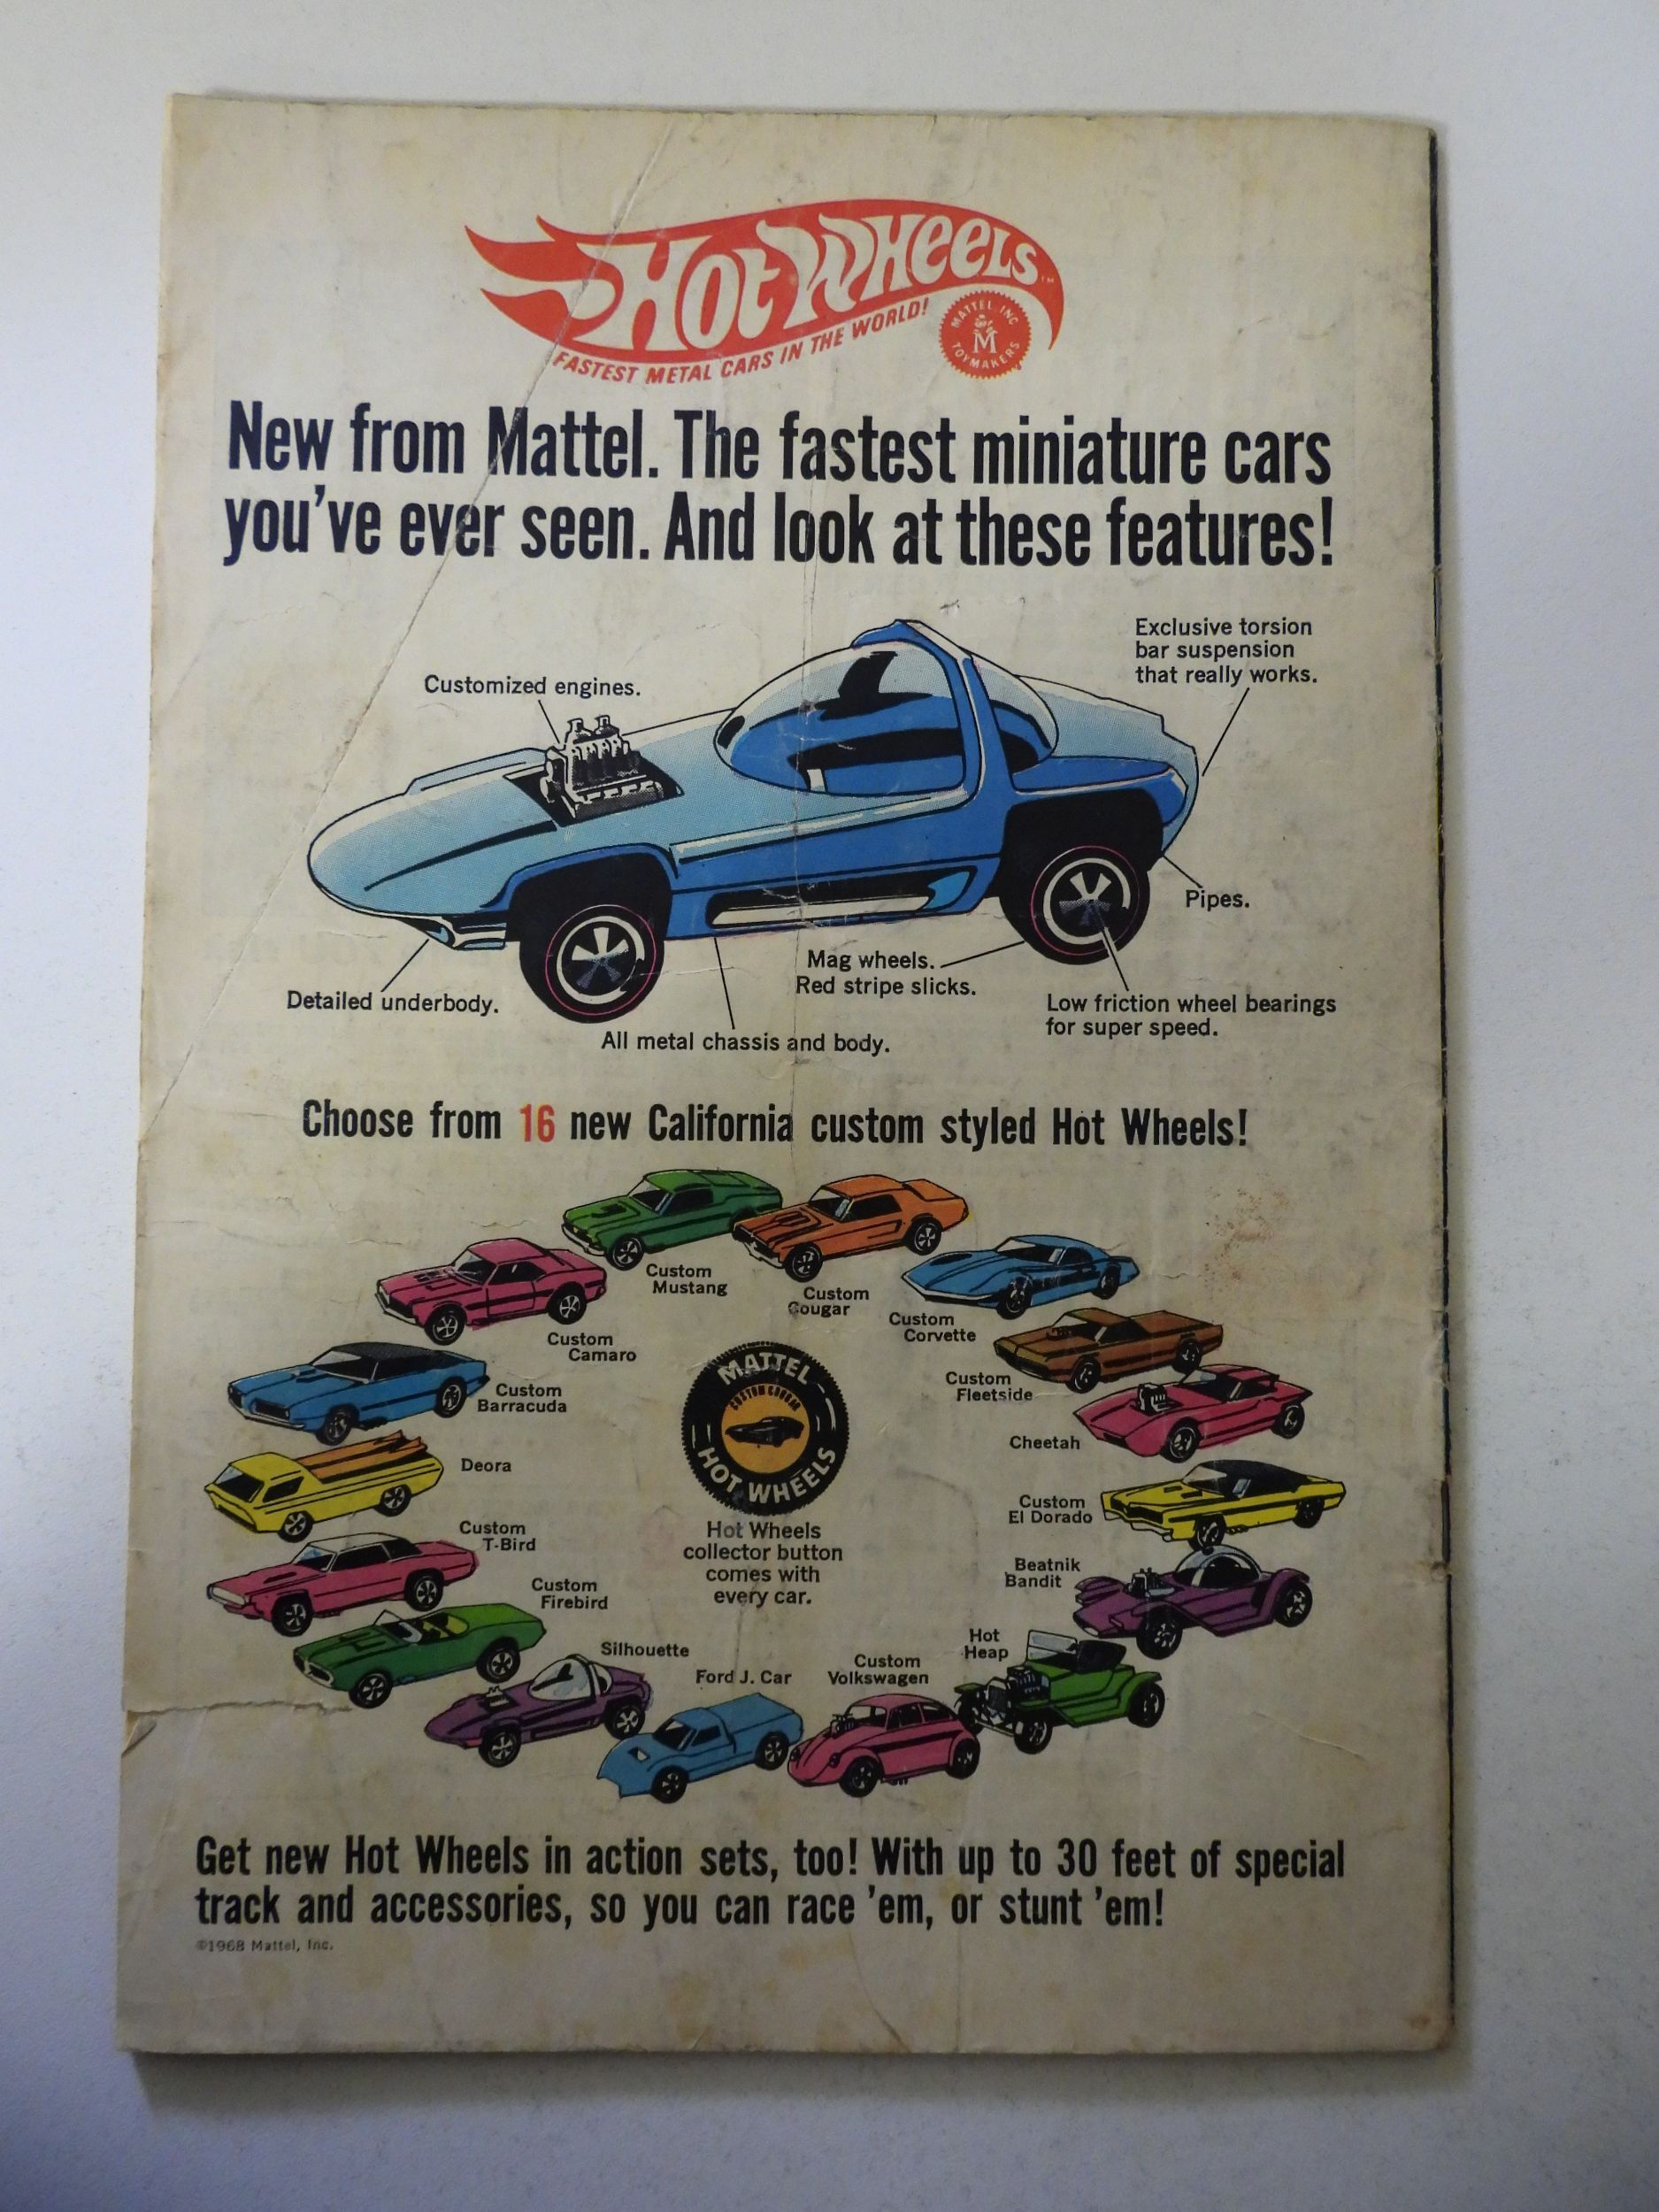 HOT WHEELS™
FASTEST METAL CARS IN THE WORLD!
MATTEL INC
M
TOYMAKERS
New from Mattel. The fastest miniature cars
you've ever seen. And look at these features!
Exclusive torsion
bar suspension
that really works.
Customized engines.
Pipes.
Mag wheels.
Red stripe slicks.
Detailed underbody.
Low friction wheel bearings
for super speed.
All metal chassis and body.
Choose from 16 new California custom styled Hot Wheels!
Custom
Mustang
Custom
Cougar
Custom
Corvette
Custom
Camaro
Custom
Fleetside
Custom
Barracuda
Cheetah
Deora
Custom
El Dorado
Custom
T-Bird
Beatnik
Bandit
Custom
Firebird
Hot
Heap
Silhouette
Ford J. Car
Custom
Volkswagen
MATTEL
CUSTOM COUGAR
HOT WHEELS
Hot Wheels
collector button
comes with
every car.
Get new Hot Wheels in action sets, too! With up to 30 feet of special
track and accessories, so you can race 'em, or stunt 'em!
©1968 Mattel, Inc.